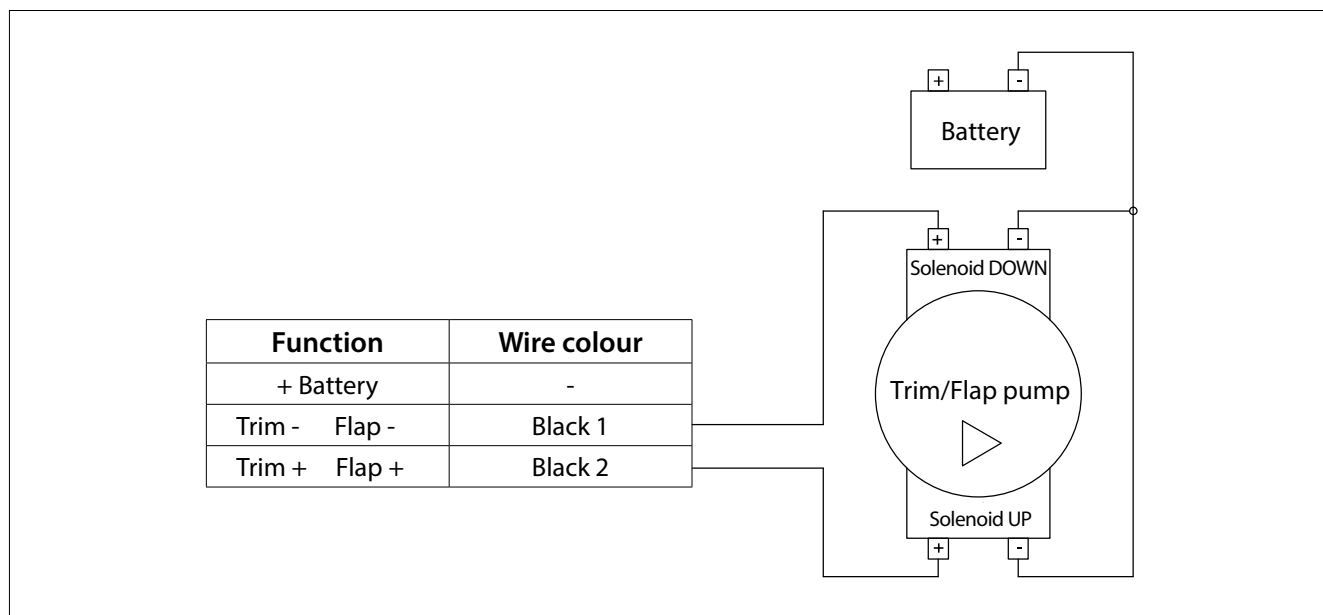 + -
Battery
+ -
Solenoid DOWN
Trim/Flap pump
Solenoid UP
+ -
Function Wire colour
+ Battery -
Trim - Flap - Black 1
Trim + Flap + Black 2